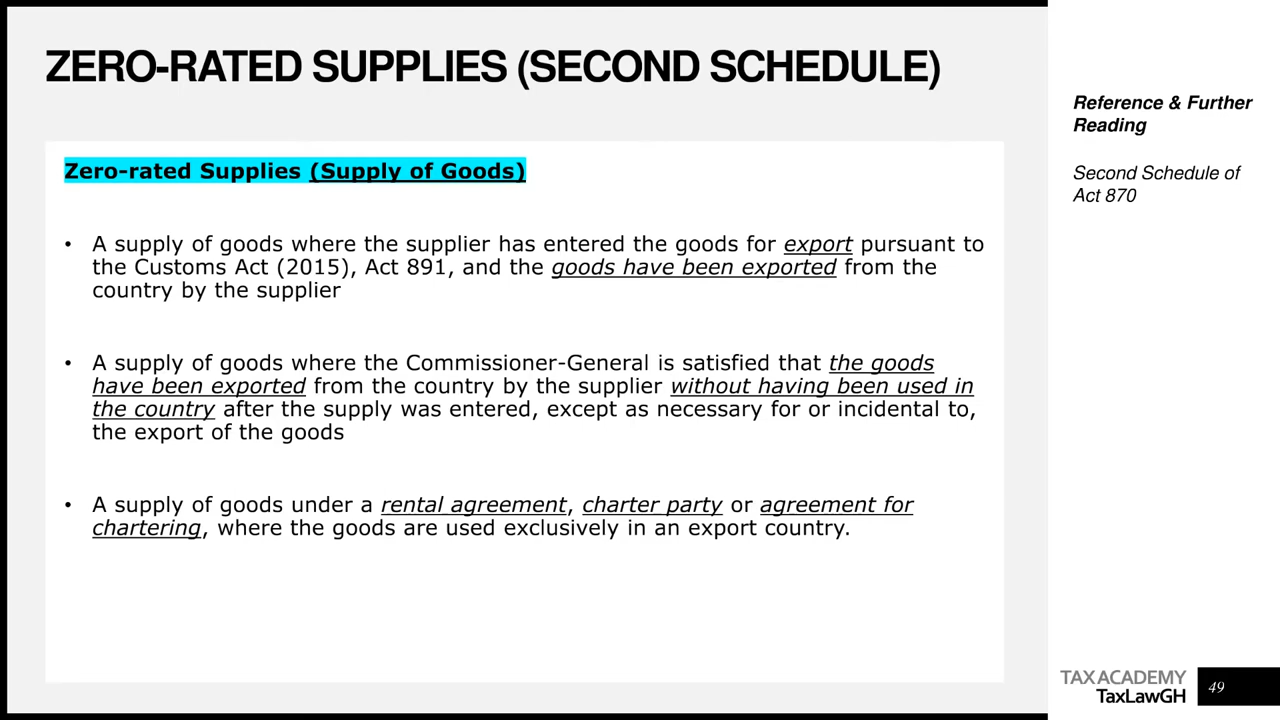 ZERO-RATED SUPPLIES (SECOND SCHEDULE)
Zero-rated Supplies (Supply of Goods)
• A supply of goods where the supplier has entered the goods for export pursuant to
the Customs Act (2015), Act 891, and the goods have been exported from the
country by the supplier
• A supply of goods where the Commissioner-General is satisfied that the goods
have been exported from the country by the supplier without having been used in
the country after the supply was entered, except as necessary for or incidental to,
the export of the goods
• A supply of goods under a rental agreement, charter party or agreement for
chartering, where the goods are used exclusively in an export country.
Reference & Further
Reading
Second Schedule of
Act 870
TAX ACADEMY
TaxLawGH
49